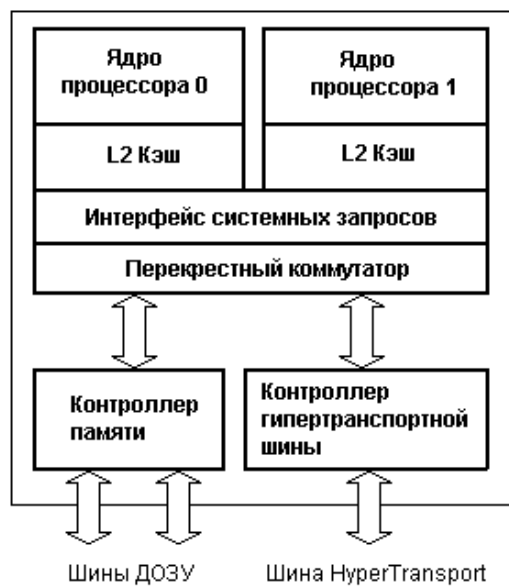 Ядро
процессора 0
Ядро
процессора 1
L2 Кэш
L2 Кэш
Интерфейс системных запросов
Перекрестный коммутатор
Контроллер
памяти
Контроллер
гипертранспортной
шины
Шины ДОЗУ
Шина HyperTransport